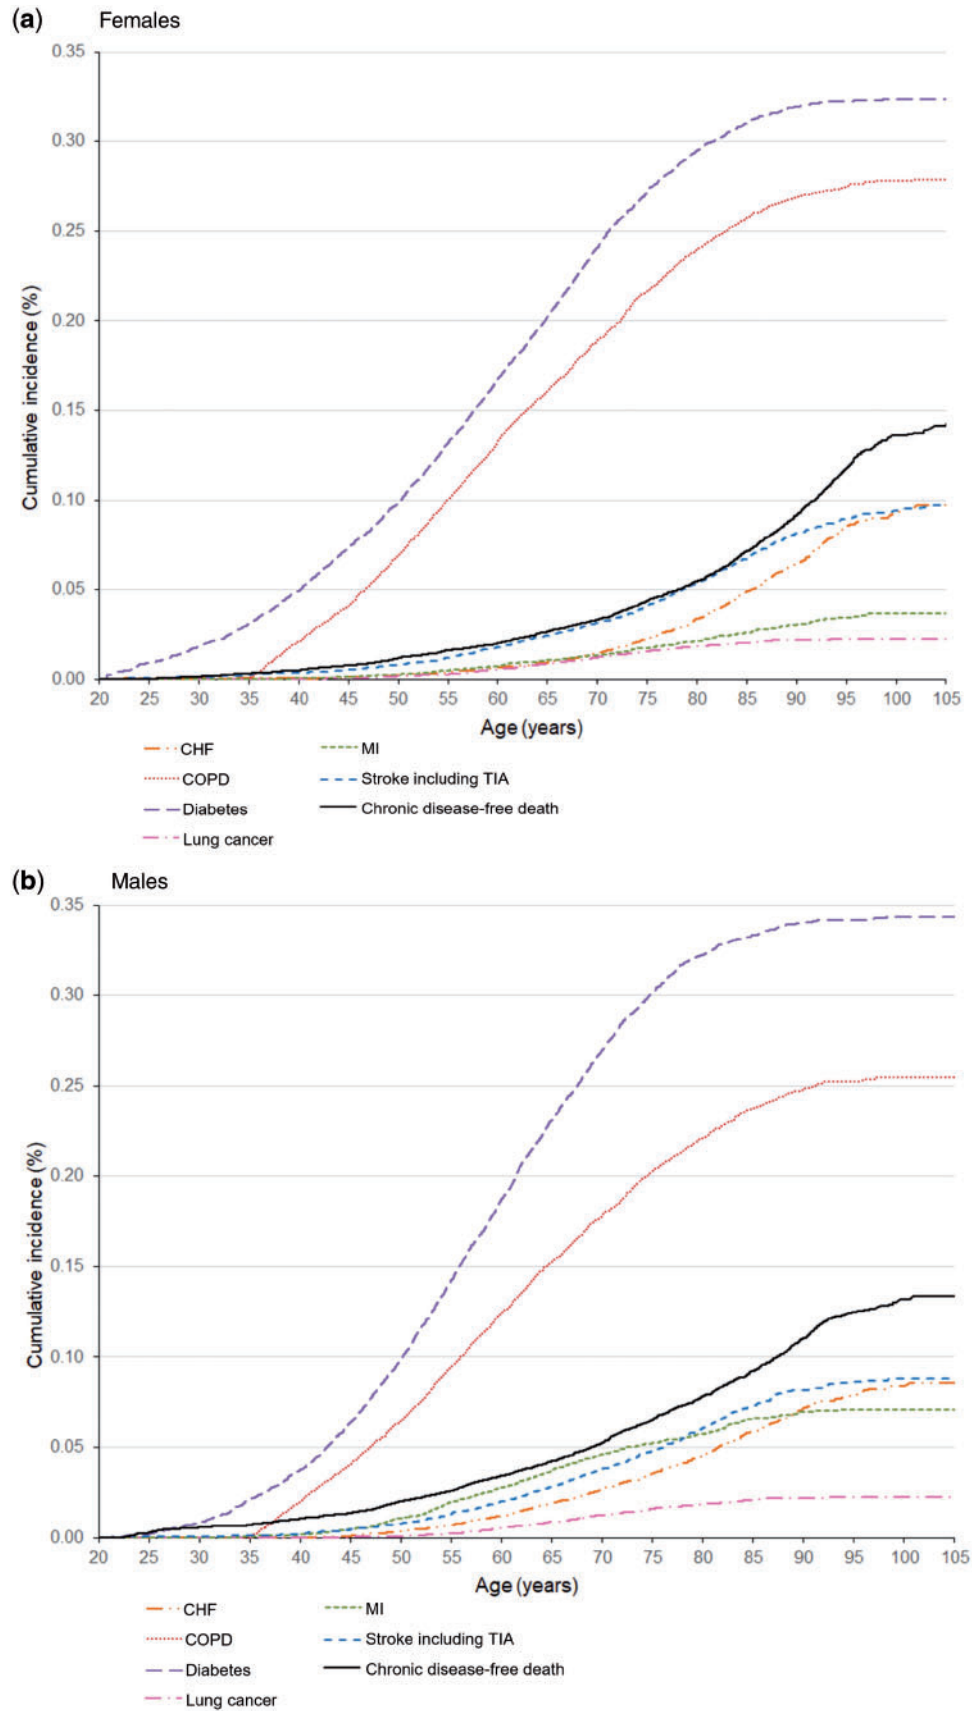 (a) Females
0.35
0.30
0.25
0.20
0.15
0.10
0.05
0.00
Cumulative incidence (%)
20 25 30 35 40 45 50 55 60 65 70 75 80 85 90 95 100 105
Age (years)
CHF MI
COPD Stroke including TIA
Diabetes Chronic disease-free death
Lung cancer
(b) Males
0.35
0.30
0.25
0.20
0.15
0.10
0.05
0.00
Cumulative incidence (%)
20 25 30 35 40 45 50 55 60 65 70 75 80 85 90 95 100 105
Age (years)
CHF MI
COPD Stroke including TIA
Diabetes Chronic disease-free death
Lung cancer